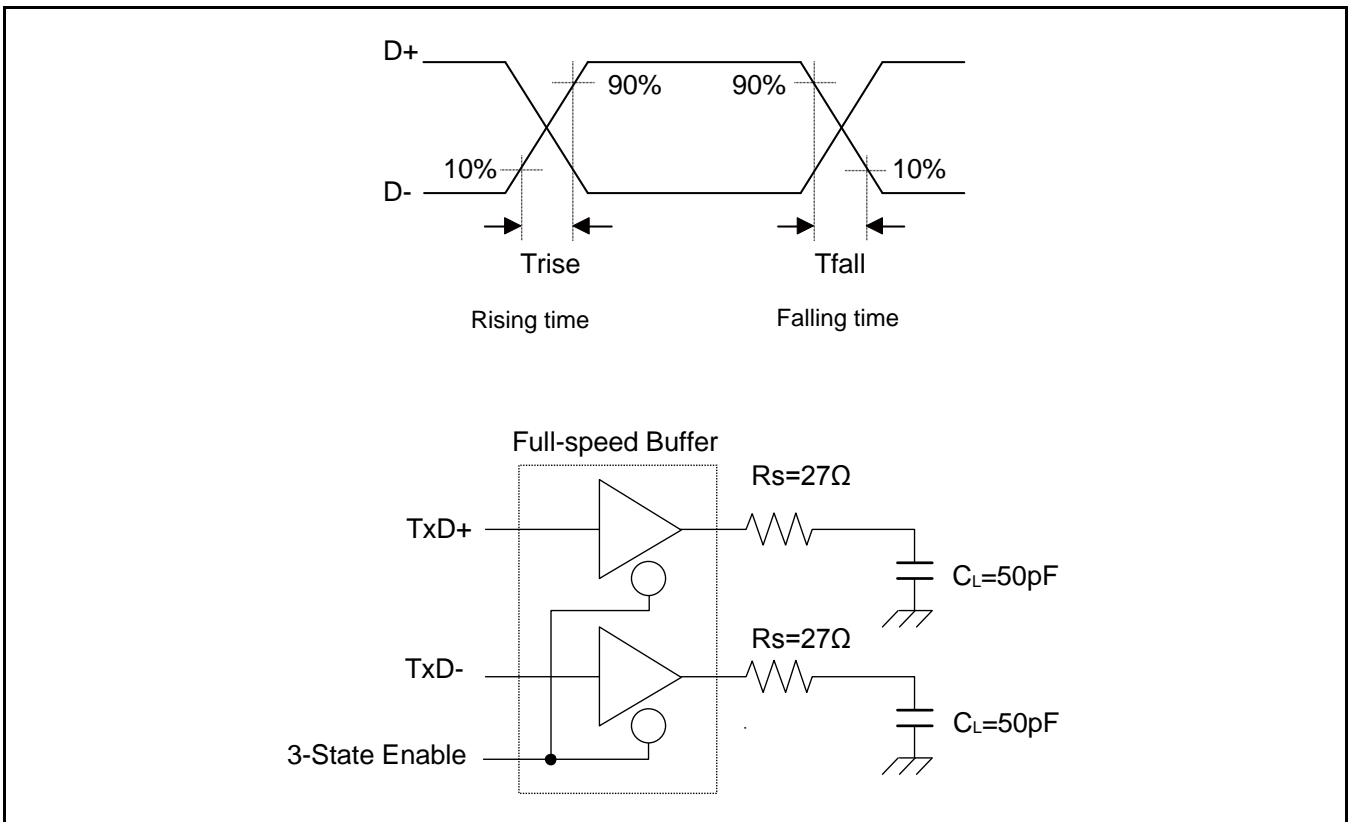 D+
90% 90%
10% 10%
D-
Trise Tfall
Rising time Falling time
Full-speed Buffer
Rs=27Ω
TxD+
CL=50pF
Rs=27Ω
TxD-
CL=50pF
3-State Enable